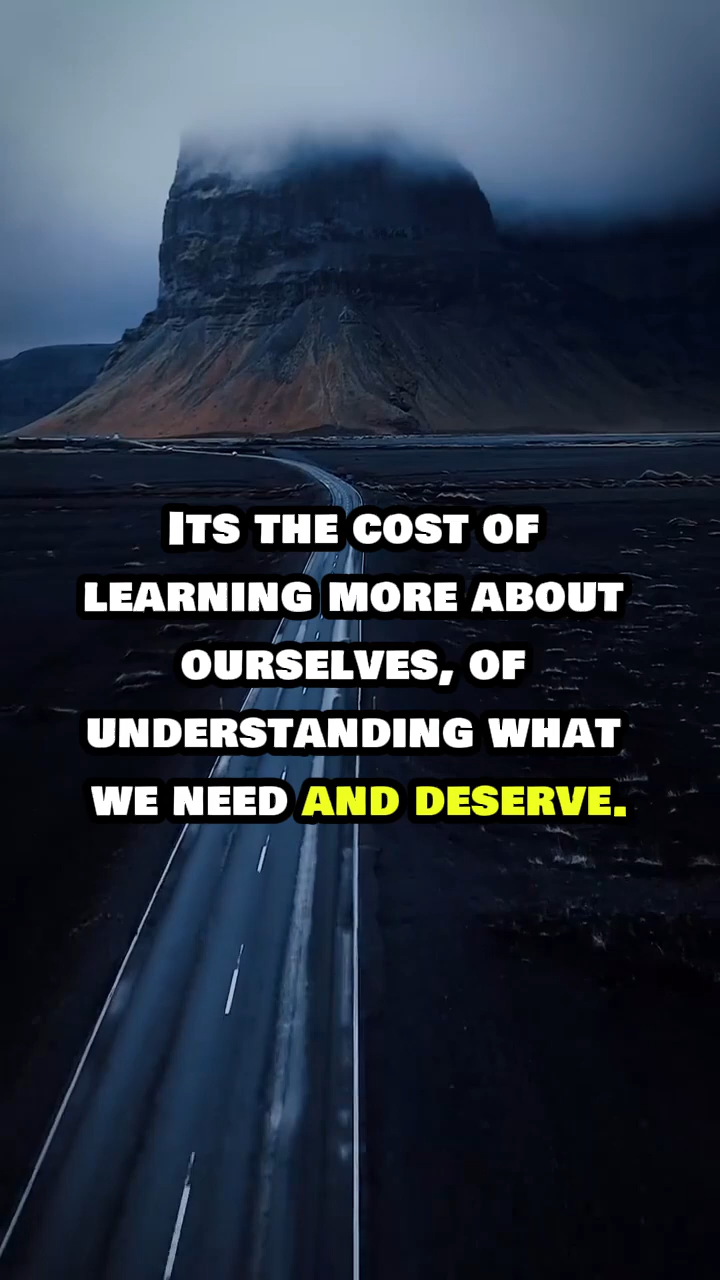 Its the cost of
learning more about
ourselves, of
understanding what
we need and deserve.